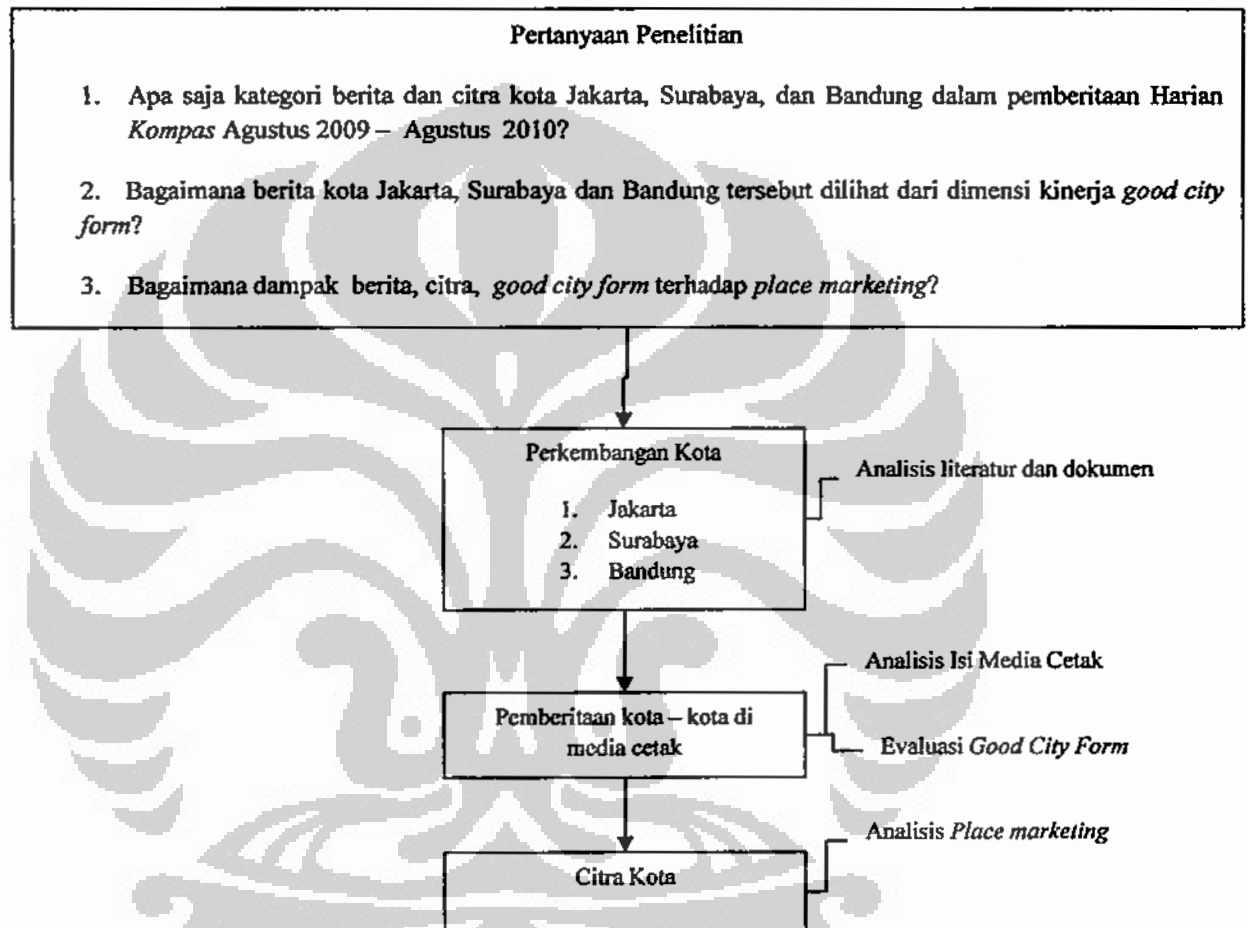 Pertanyaan Penelitian
1. Apa saja kategori berita dan citra kota Jakarta, Surabaya, dan Bandung dalam pemberitaan Harian
Kompas Agustus 2009 – Agustus 2010?
2. Bagaimana berita kota Jakarta, Surabaya dan Bandung tersebut dilihat dari dimensi kinerja good city
form?
3. Bagaimana dampak berita, citra, good city form terhadap place marketing?
Perkembangan Kota
1. Jakarta
2. Surabaya
3. Bandung
Analisis literatur dan dokumen
Pemberitaan kota – kota di
media cetak
Analisis Isi Media Cetak
Evaluasi Good City Form
Citra Kota
Analisis Place marketing